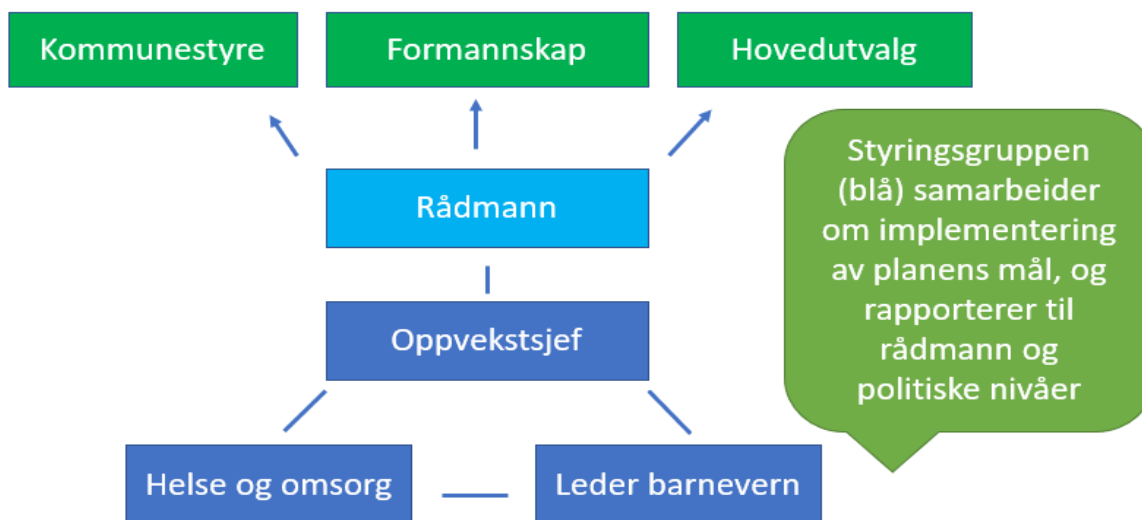 Kommunestyre
Formannskap
Hovedutvalg
Rådmann
Oppvekstsjef
Helse og omsorg
Leder barnevern
Styringsgruppen
(blå) samarbeider
om implementering
av planens mål, og
rapporterer til
rådmann og
politiske nivåer